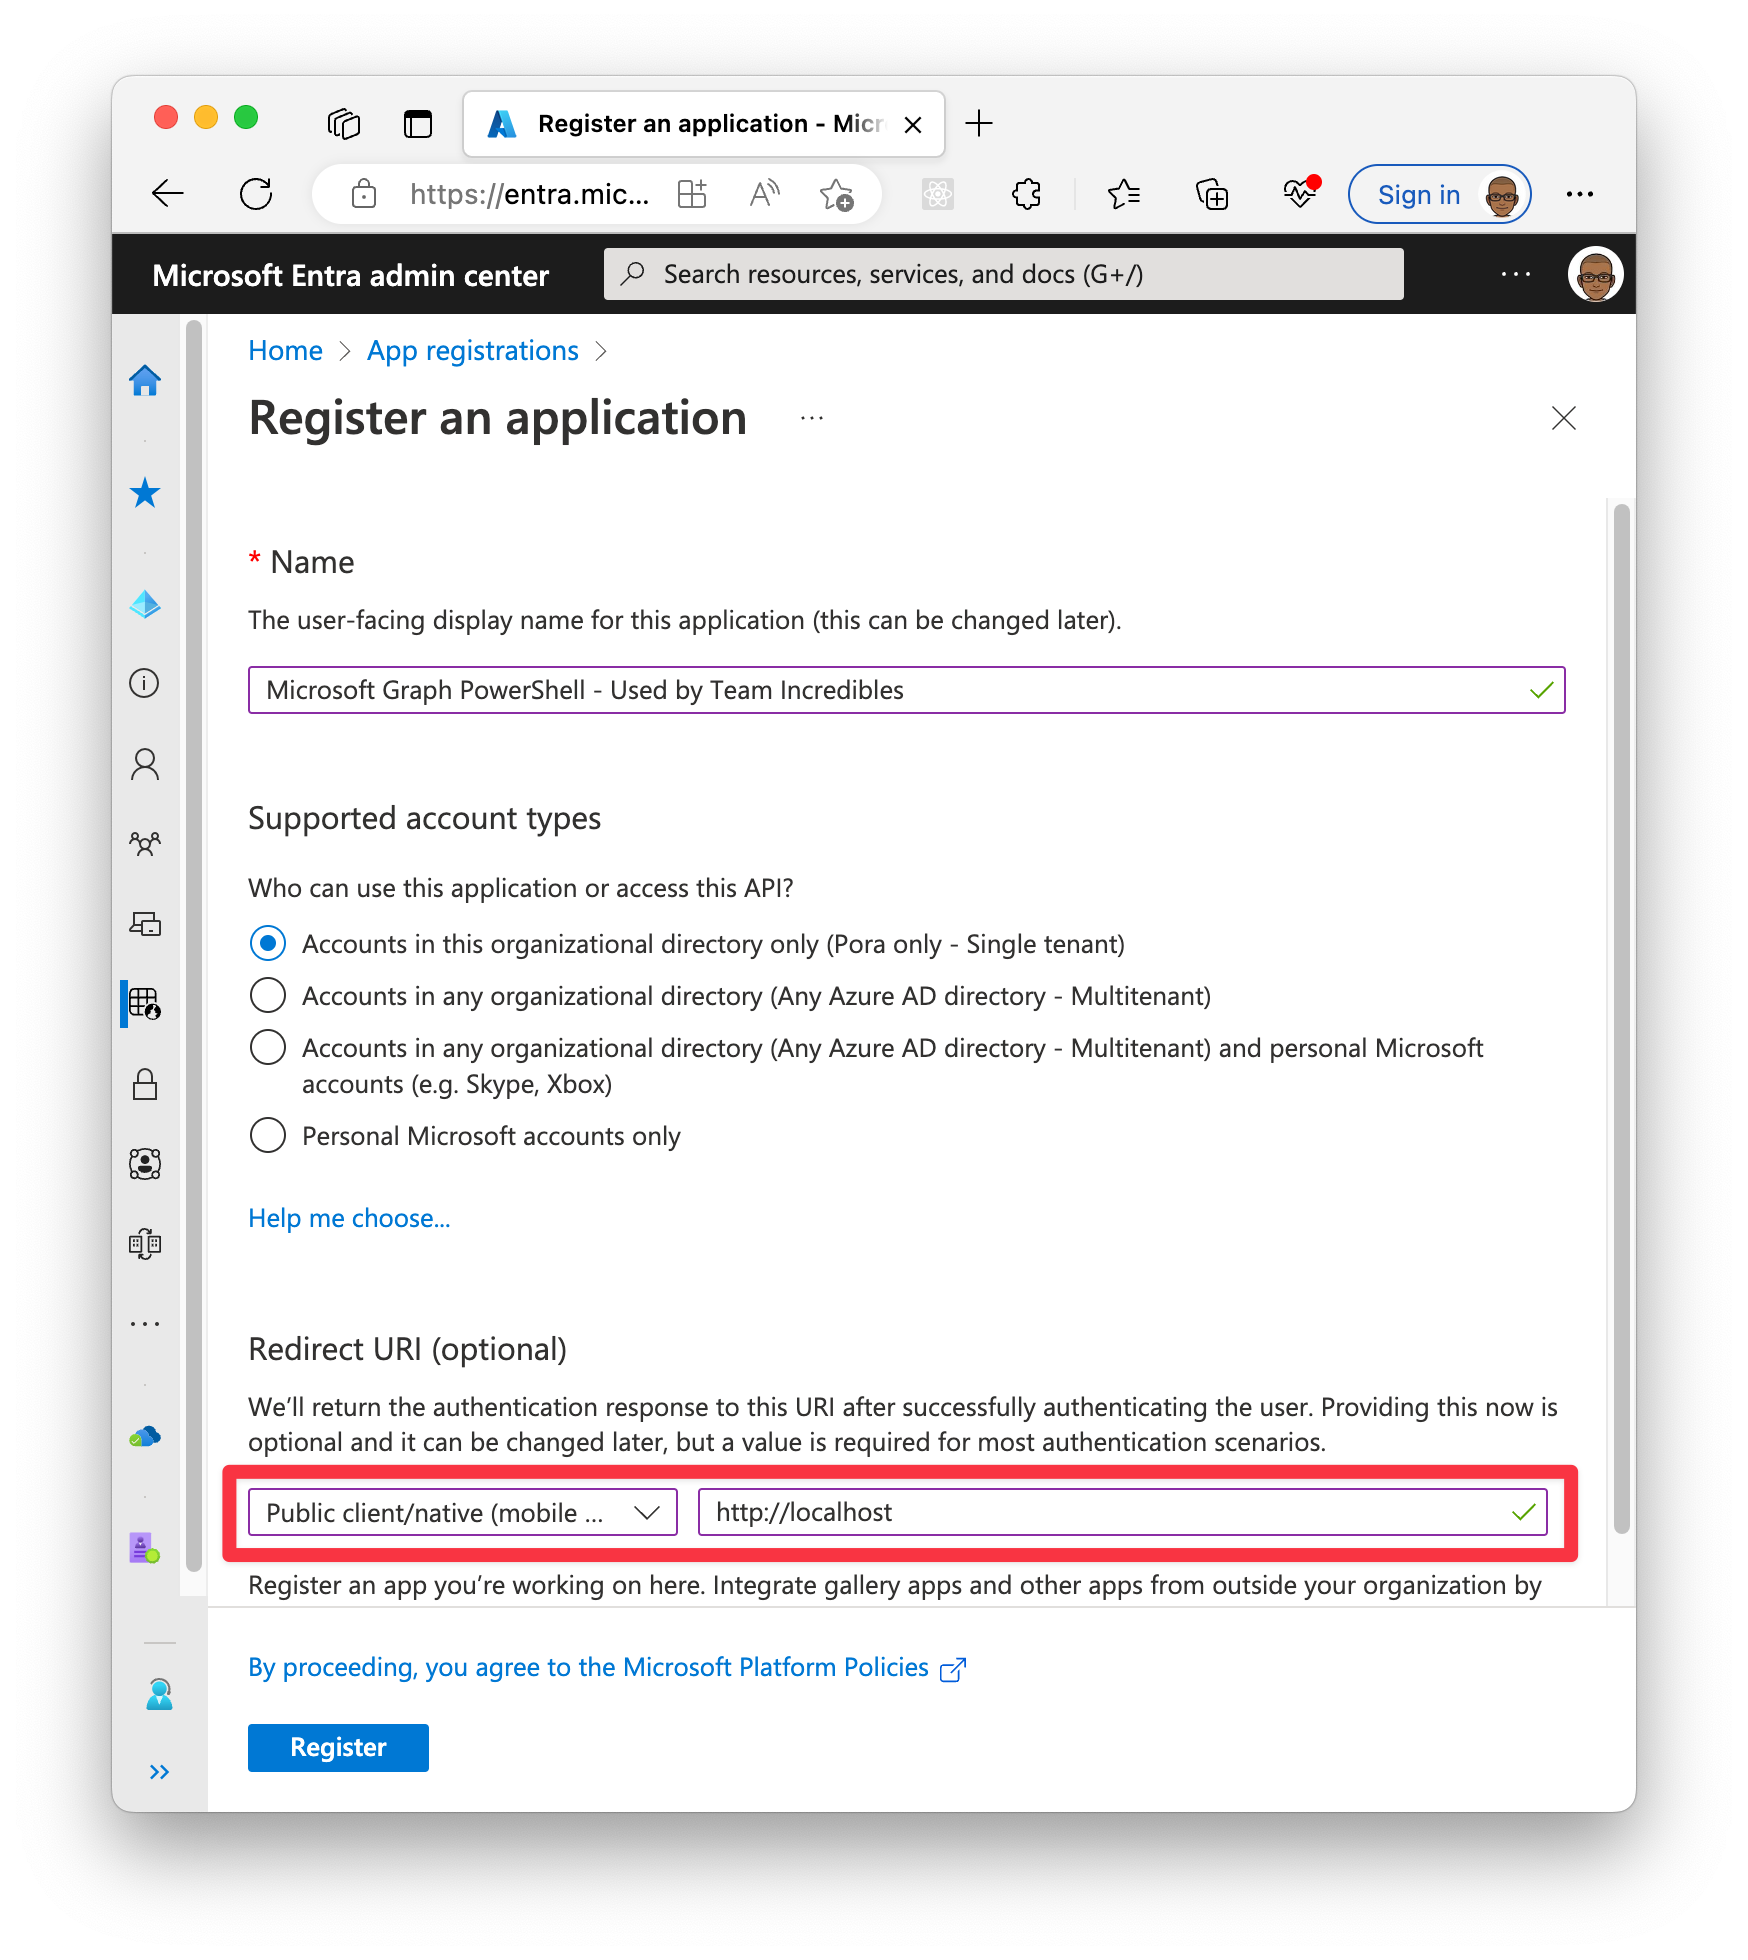 Register an application - Micr
https://entra.mic...
Sign in
Microsoft Entra admin center
Search resources, services, and docs (G+/)
Home > App registrations >
Register an application ...
* Name
The user-facing display name for this application (this can be changed later).
Microsoft Graph PowerShell - Used by Team Incredibles
Supported account types
Who can use this application or access this API?
Accounts in this organizational directory only (Pora only - Single tenant)
Accounts in any organizational directory (Any Azure AD directory - Multitenant)
Accounts in any organizational directory (Any Azure AD directory - Multitenant) and personal Microsoft
accounts (e.g. Skype, Xbox)
Personal Microsoft accounts only
Help me choose...
Redirect URI (optional)
We’ll return the authentication response to this URI after successfully authenticating the user. Providing this now is
optional and it can be changed later, but a value is required for most authentication scenarios.
Public client/native (mobile ...
http://localhost
Register an app you’re working on here. Integrate gallery apps and other apps from outside your organization by
By proceeding, you agree to the Microsoft Platform Policies
Register